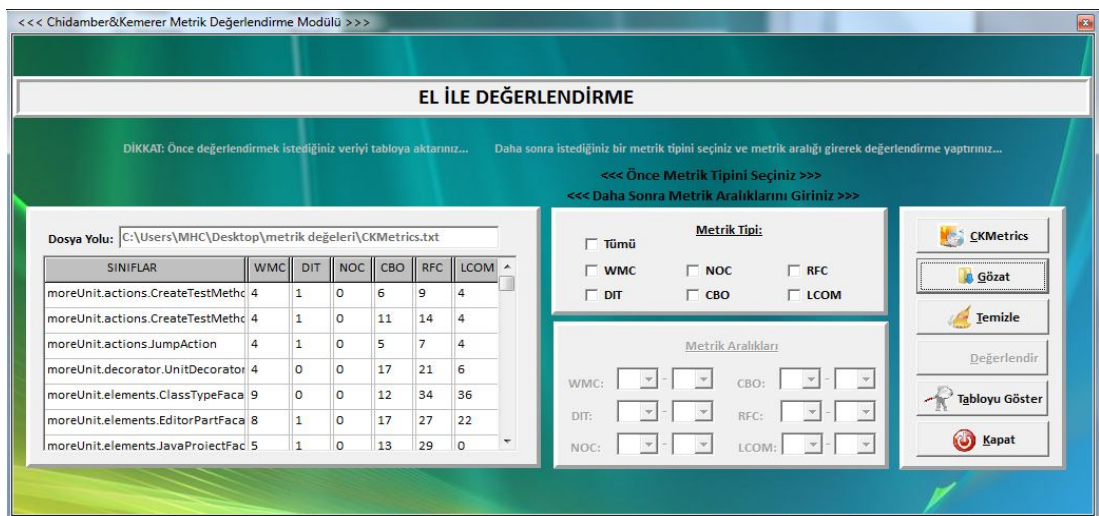 <<< Chidamber&Kemerer Metrik Değerlendirme Modülü >>>
EL İLE DEĞERLENDİRME
DİKKAT: Önce değerlendirmek istediğiniz veriyi tabloya aktarınız... Daha sonra istediğiniz bir metrik tipini seçiniz ve metrik aralığı girerek değerlendirme yaptırınız...
<<< Önce Metrik Tipini Seçiniz >>>
<<< Daha Sonra Metrik Aralıklarını Giriniz >>>
Dosya Yolu: C:\Users\MHC\Desktop\metrik değeleri\CKMetrics.txt
SINIFLAR WMC DIT NOC CBO RFC LCOM
moreUnit.actions.CreateTestMethc 4 1 0 6 9 4
moreUnit.actions.CreateTestMethc 4 1 0 11 14 4
moreUnit.actions.JumpAction 4 1 0 5 7 4
moreUnit.decorator.UnitDecorator 4 0 0 17 21 6
moreUnit.elements.ClassTypeFaca 9 0 0 12 34 36
moreUnit.elements.EditorPartFaca 8 1 0 17 27 22
moreUnit.elements.JavaProjectFac 5 1 0 13 29 0
Metrik Tipi:
Tümü
WMC NOC RFC
DIT CBO LCOM
Metrik Aralıkları
WMC: - CBO: -
DIT: - RFC: -
NOC: - LCOM: -
CKMetrics
Gözat
Temizle
Değerlendir
Tabloyu Göster
Kapat